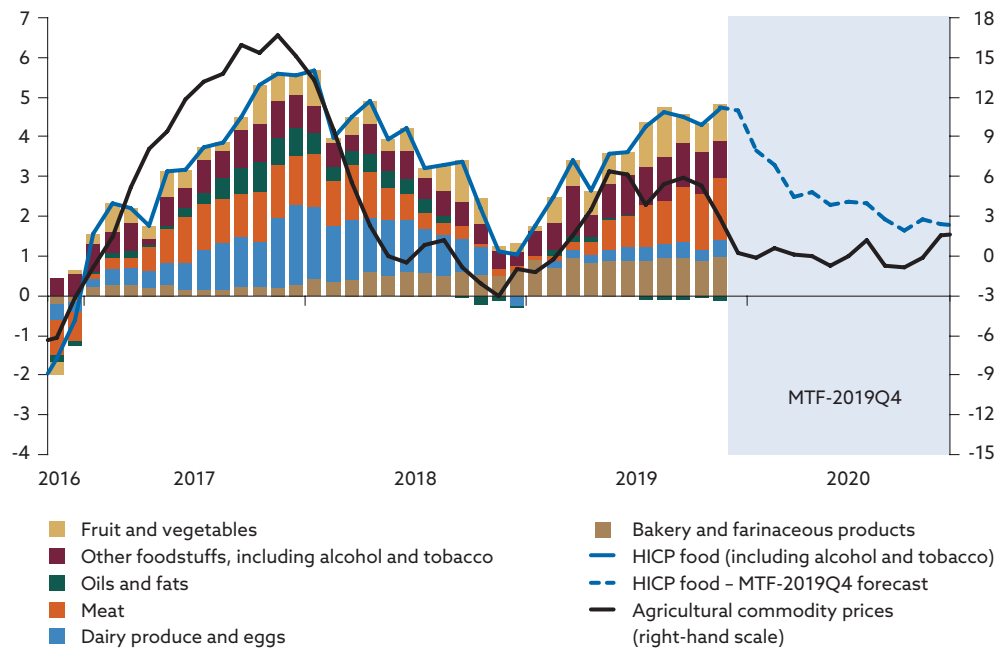 7
6
5
4
3
2
1
0
-1
-2
-3
-4
18
15
12
9
6
3
0
-3
-6
-9
-12
-15
MTF-2019Q4
2016 2017 2018 2019 2020
Fruit and vegetables
Other foodstuffs, including alcohol and tobacco
Oils and fats
Meat
Dairy produce and eggs
Bakery and farinaceous products
HICP food (including alcohol and tobacco)
HICP food – MTF-2019Q4 forecast
Agricultural commodity prices
(right-hand scale)